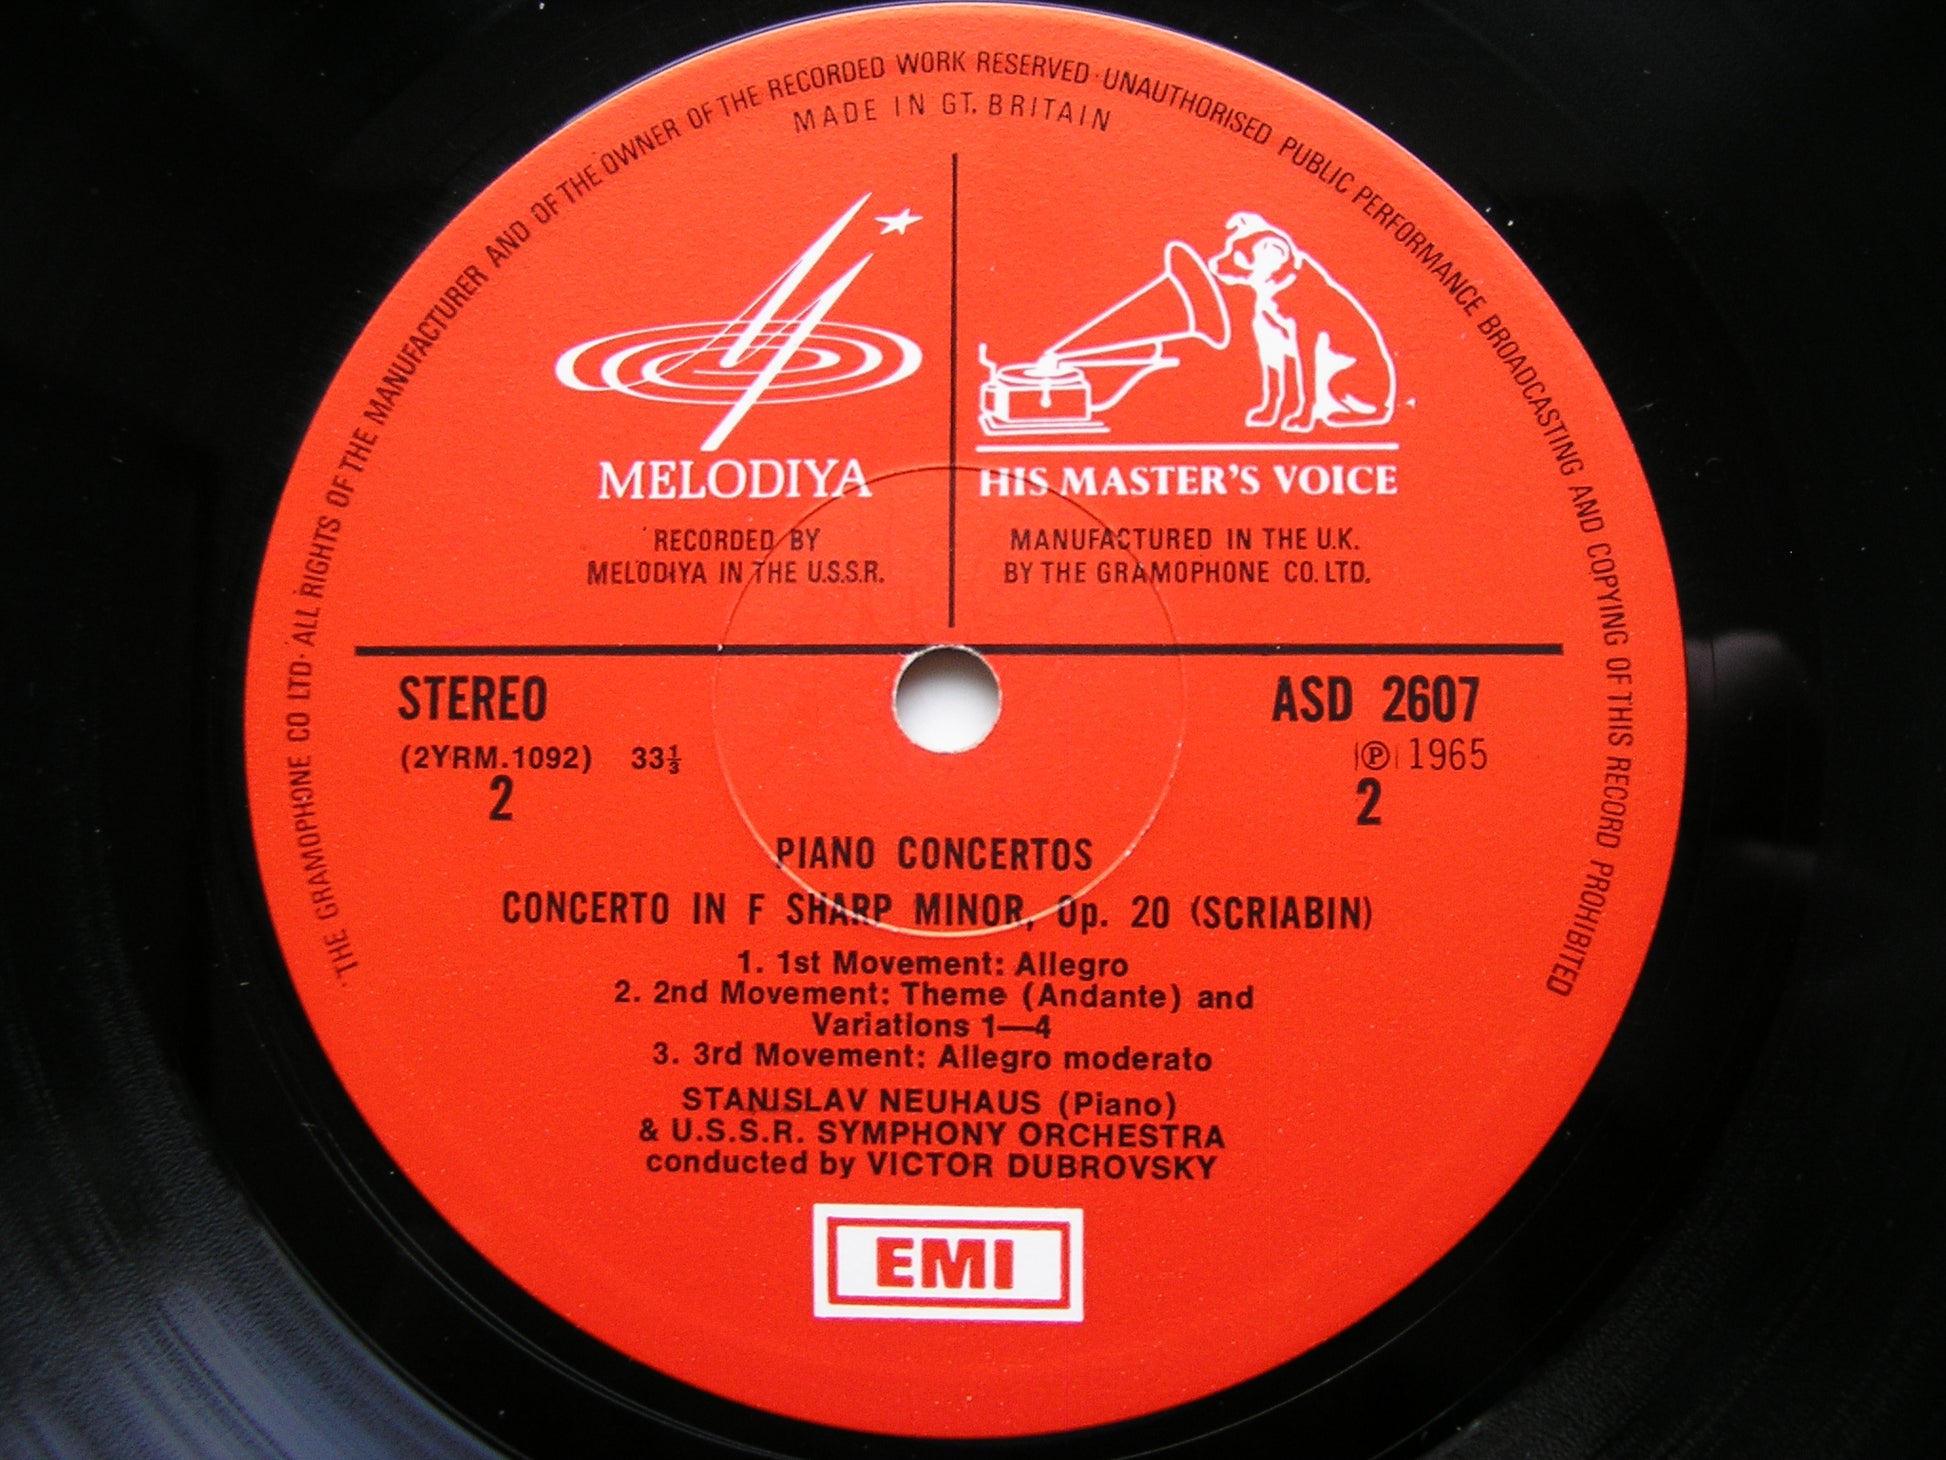 THE GRAMOPHONE CO LTD · ALL RIGHTS OF THE MANUFACTURER AND OF THE OWNER OF THE RECORDED WORK RESERVED · UNAUTHORISED PUBLIC PERFORMANCE BROADCASTING AND COPYING OF THIS RECORD PROHIBITED
MADE IN GT. BRITAIN
MELODIYA
RECORDED BY
MELODIYA IN THE U.S.S.R.
HIS MASTER'S VOICE
MANUFACTURED IN THE U.K.
BY THE GRAMOPHONE CO. LTD.
STEREO
(2YRM.1092) 33⅓
2
ASD 2607
Ⓟ 1965
2
PIANO CONCERTOS
CONCERTO IN F SHARP MINOR, Op. 20 (SCRIABIN)
1. 1st Movement: Allegro
2. 2nd Movement: Theme (Andante) and
Variations 1—4
3. 3rd Movement: Allegro moderato
STANISLAV NEUHAUS (Piano)
& U.S.S.R. SYMPHONY ORCHESTRA
conducted by VICTOR DUBROVSKY
EMI